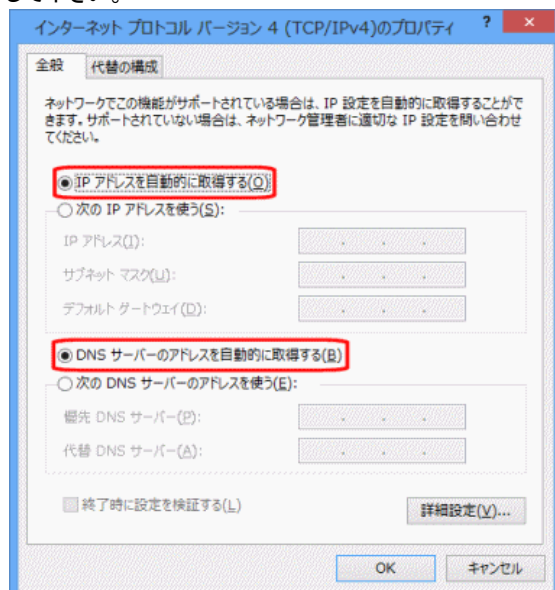 して下さい。
インターネット プロトコル バージョン 4 (TCP/IPv4)のプロパティ
?
×
全般
代替の構成
ネットワークでこの機能がサポートされている場合は、IP 設定を自動的に取得することがで
きます。サポートされていない場合は、ネットワーク管理者に適切な IP 設定を問い合わせ
てください。
IP アドレスを自動的に取得する(O)
次の IP アドレスを使う(S):
IP アドレス(I):
サブネット マスク(U):
デフォルト ゲートウェイ(D):
DNS サーバーのアドレスを自動的に取得する(B)
次の DNS サーバーのアドレスを使う(E):
優先 DNS サーバー(P):
代替 DNS サーバー(A):
終了時に設定を検証する(L)
詳細設定(V)...
OK
キャンセル